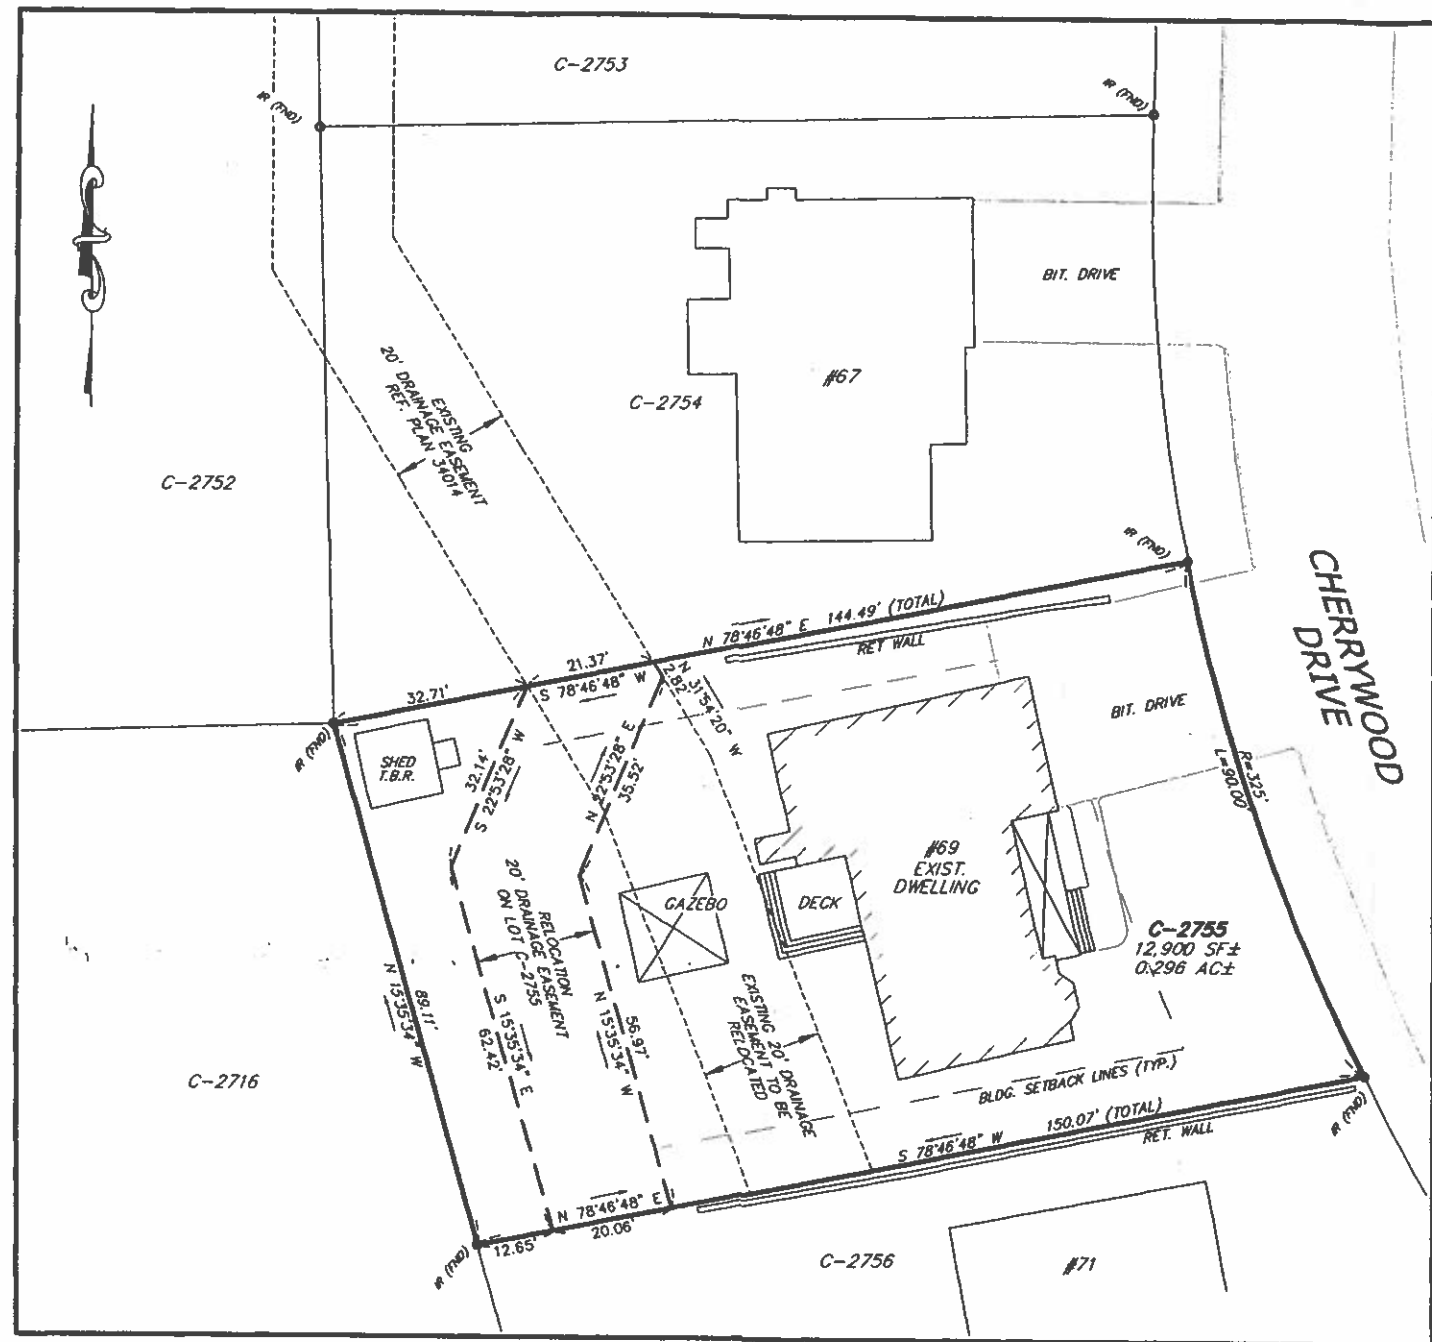 C-2753
IR (FND)
IR (FND)
BIT. DRIVE
#67
C-2754
EXISTING
20' DRAINAGE EASEMENT
REF. PLAN 34014
C-2752
IR (FND)
CHERRYWOOD
DRIVE
N 78°46'48" E 144.49' (TOTAL)
RET WALL
21.37'
S 78°46'48" W
32.71'
N 31°54'20" W
2.82'
IR (FND)
SHED
T.B.R.
32.14'
S 22°53'28" W
N 22°53'28" E
35.52'
BIT. DRIVE
R=325'
L=90.00'
#69
EXIST.
DWELLING
DECK
GAZEBO
RELOCATION
20' DRAINAGE EASEMENT
ON LOT C-2755
C-2755
12,900 SF±
0.296 AC±
89.11'
N 15°35'34" W
S 15°35'34" E
62.42'
56.97'
N 15°35'34" W
EXISTING 20' DRAINAGE
EASEMENT TO BE
RELOCATED
C-2716
BLDG. SETBACK LINES (TYP.)
S 78°46'48" W 150.07' (TOTAL)
RET. WALL
IR (FND)
N 78°46'48" E
20.06'
12.65'
IR (FND)
C-2756
#71